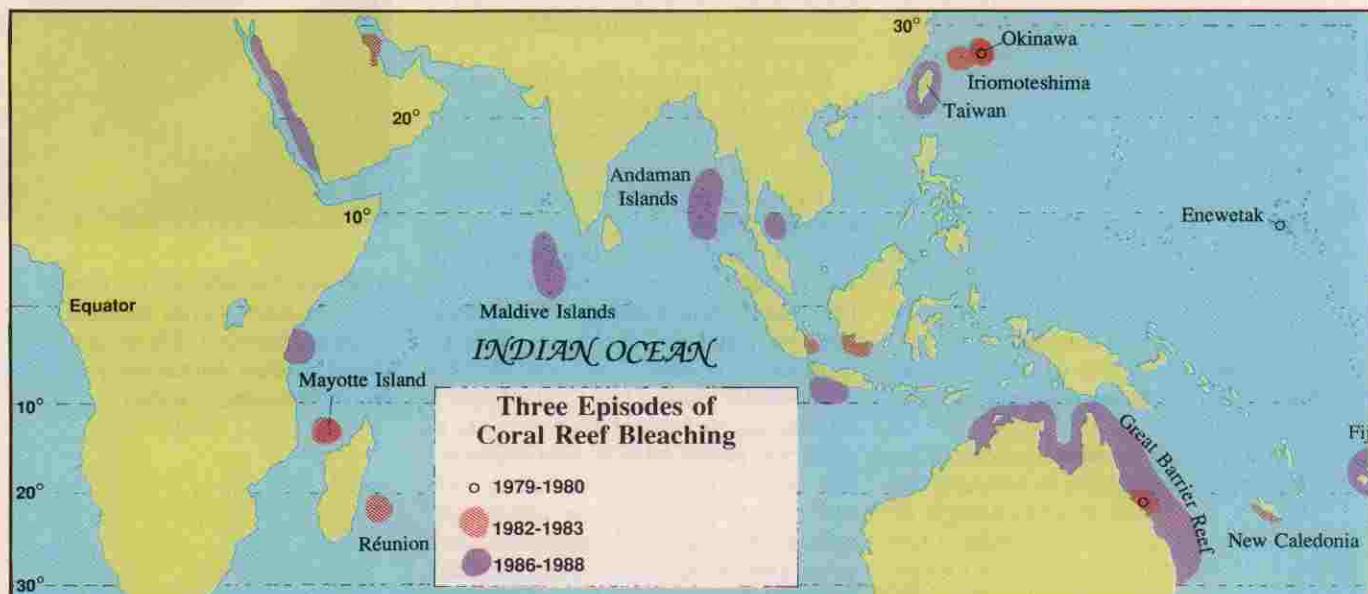 30°
Okinawa
Iriomoteshima
Taiwan
20°
Andaman
Islands
10°
Enewetak
Equator
Maldive Islands
INDIAN OCEAN
Mayotte Island
10°
Three Episodes of
Coral Reef Bleaching
1979-1980
1982-1983
1986-1988
Great Barrier Reef
Fij
20°
Réunion
New Caledonia
30°